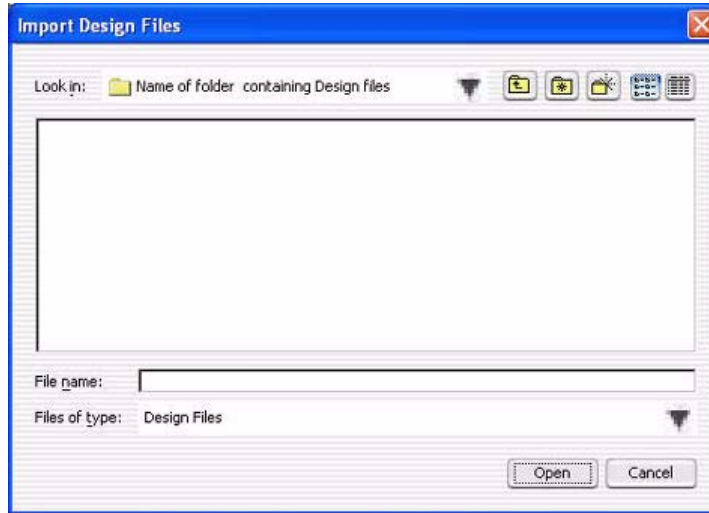 Import Design Files
Look in: Name of folder containing Design files
File name:
Files of type: Design Files
Open Cancel